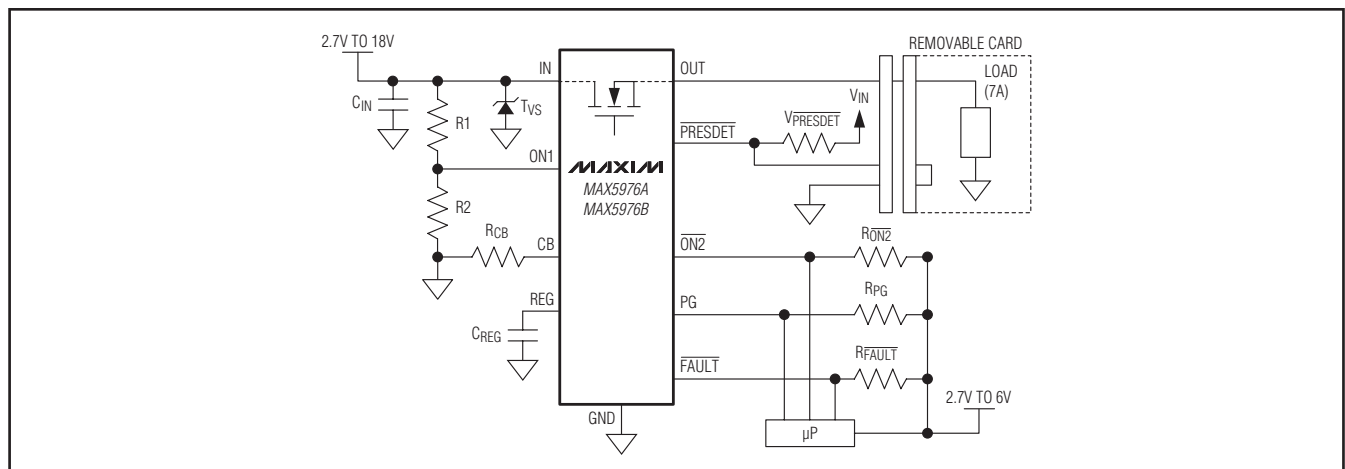 2.7V TO 18V
CIN
R1
TVS
R2
RCB
CREG
IN
ON1
CB
REG
GND
MAXIM
MAX5976A
MAX5976B
OUT
PRESDET
ON2
PG
FAULT
VPRESDET
VIN
REMOVABLE CARD
LOAD
(7A)
RON2
RPG
RFAULT
µP
2.7V TO 6V